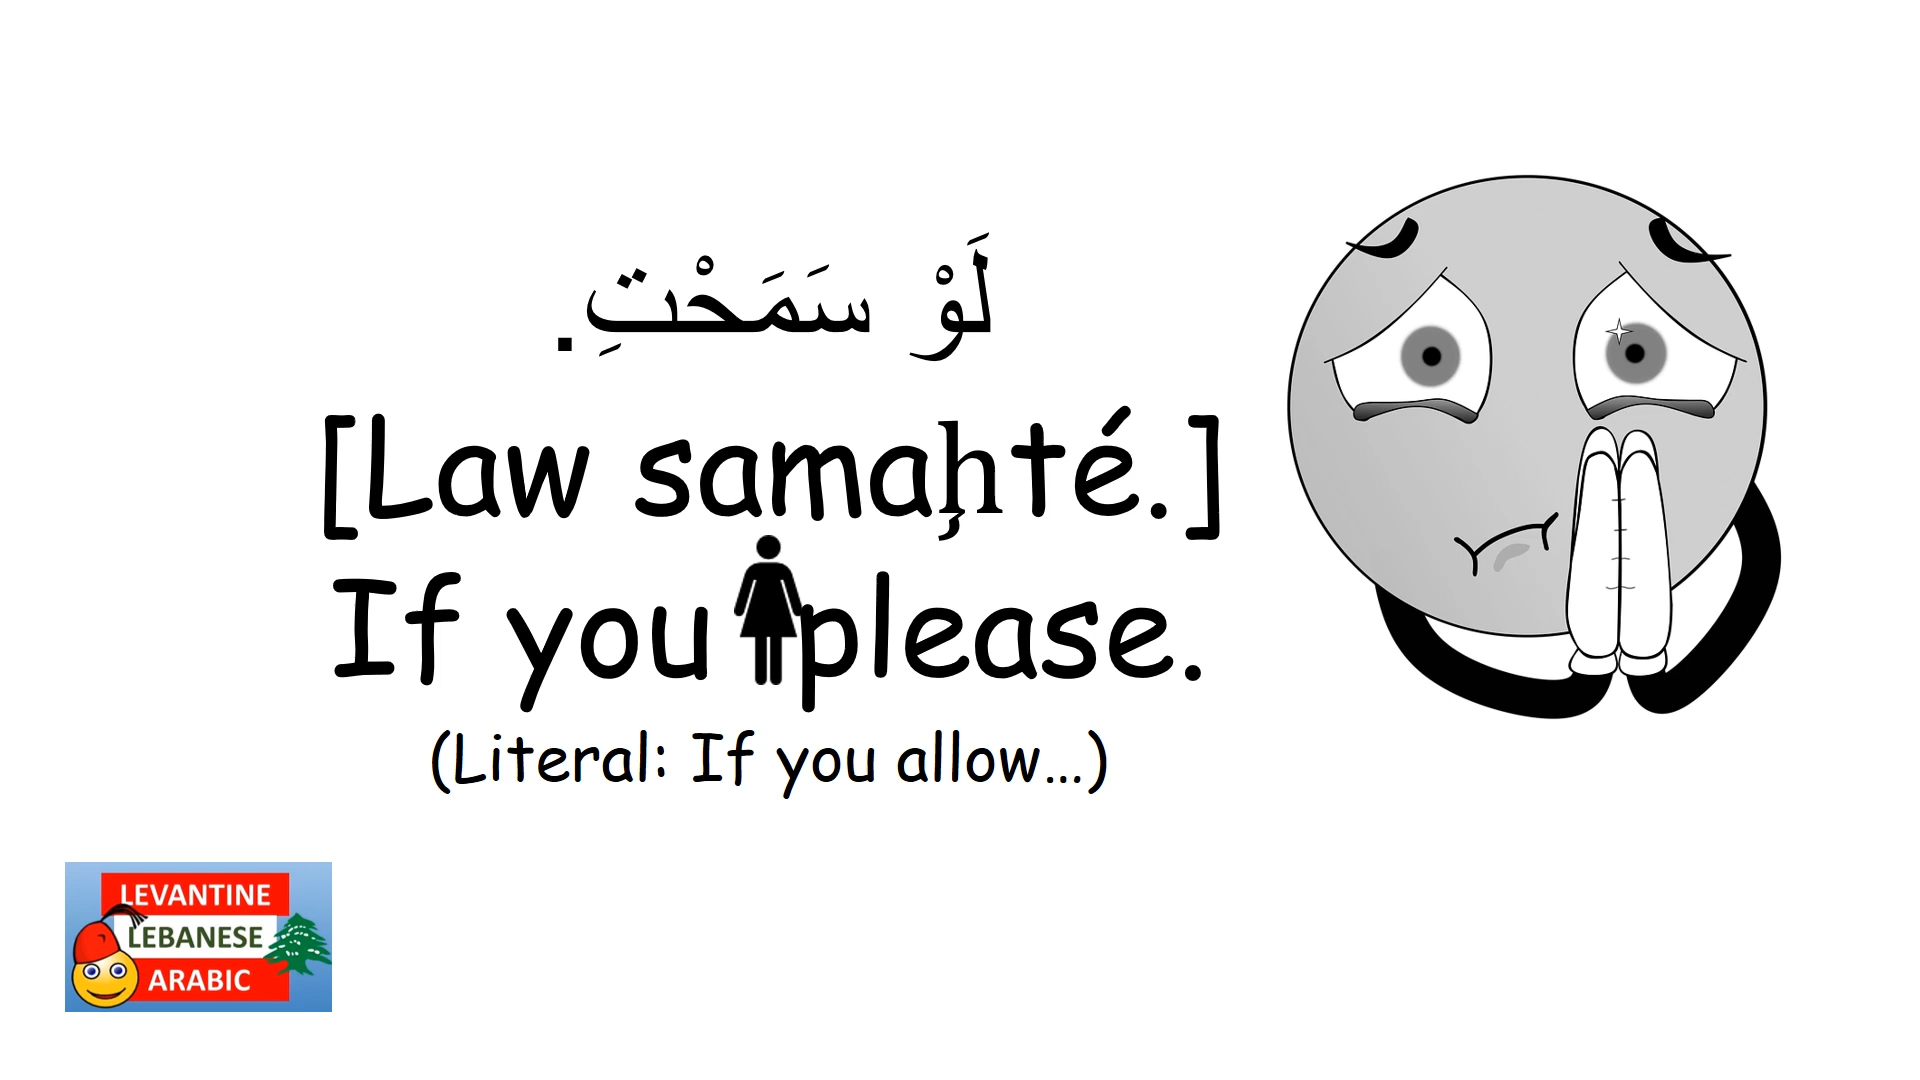 لَوْ سَمَحْتِ.
[Law samaḩté.]
If you please.
(Literal: If you allow...)
LEVANTINE
LEBANESE
ARABIC